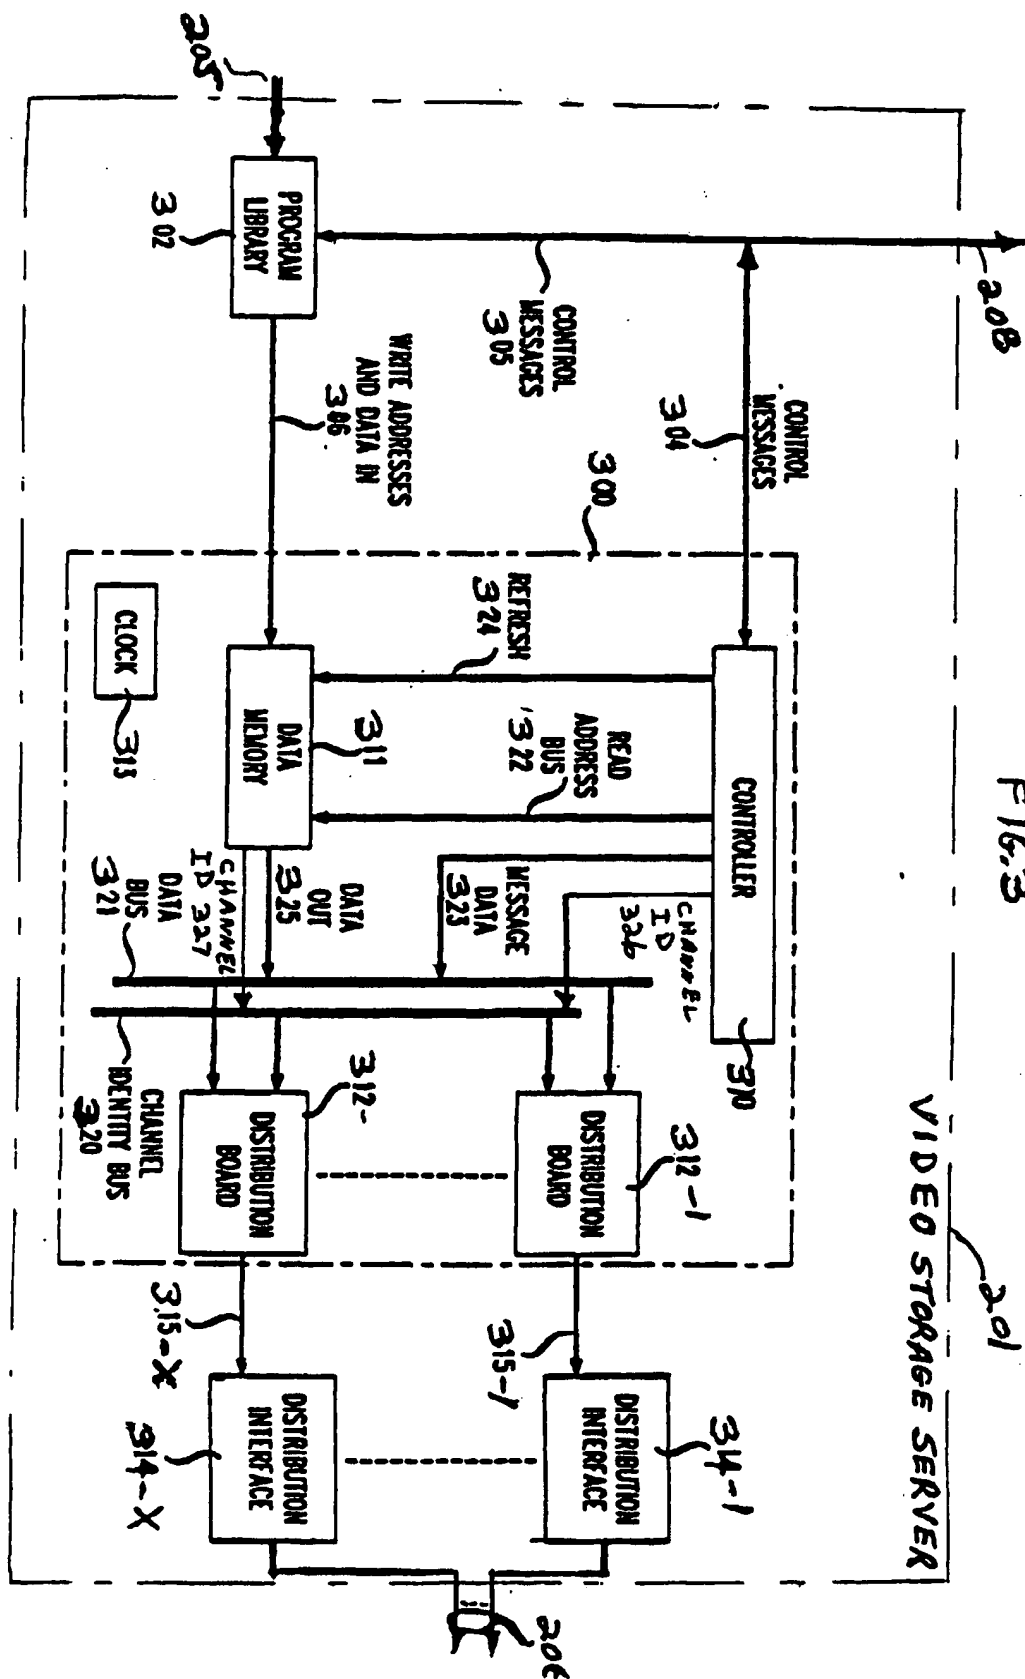 FIG. 3
VIDEO STORAGE SERVER
201
208
205
PROGRAM
LIBRARY
302
CONTROL
MESSAGES
305
CONTROL
MESSAGES
304
WRITE ADDRESSES
AND DATA IN
306
300
CONTROLLER
310
REFRESH
324
READ
ADDRESS
BUS
322
MESSAGE
DATA
323
CHANNEL
ID
326
CLOCK
313
DATA
MEMORY
311
DATA
OUT
325
CHANNEL
ID 327
DATA
BUS
321
CHANNEL
IDENTITY BUS
320
DISTRIBUTION
BOARD
312-1
DISTRIBUTION
BOARD
312-
315-1
315-X
DISTRIBUTION
INTERFACE
314-1
DISTRIBUTION
INTERFACE
314-X
206